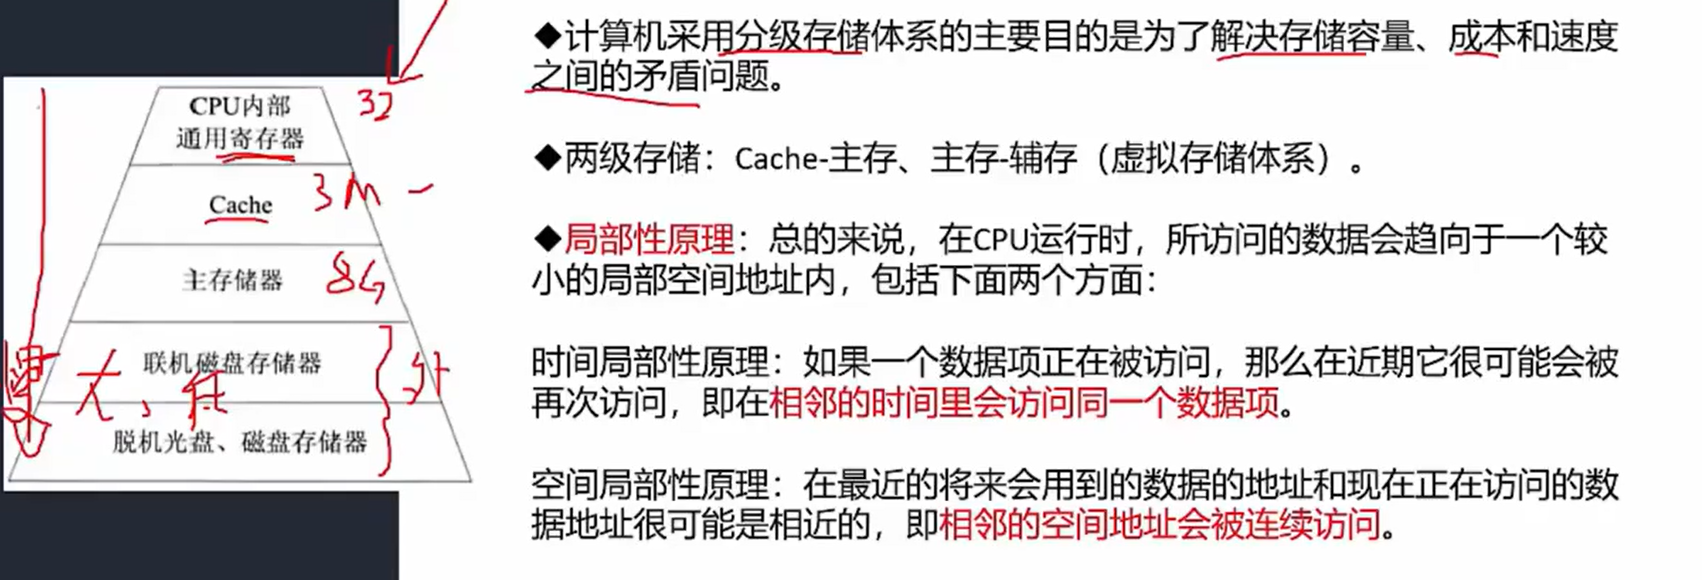 CPU内部
通用寄存器
32
Cache
3M
主存储器
8G
联机磁盘存储器
外
大、低
脱机光盘、磁盘存储器
◆计算机采用分级存储体系的主要目的是为了解决存储容量、成本和速度
之间的矛盾问题。
◆两级存储：Cache-主存、主存-辅存（虚拟存储体系）。
◆局部性原理：总的来说，在CPU运行时，所访问的数据会趋向于一个较
小的局部空间地址内，包括下面两个方面：
时间局部性原理：如果一个数据项正在被访问，那么在近期它很可能会被
再次访问，即在相邻的时间里会访问同一个数据项。
空间局部性原理：在最近的将来会用到的数据的地址和现在正在访问的数
据地址很可能是相近的，即相邻的空间地址会被连续访问。